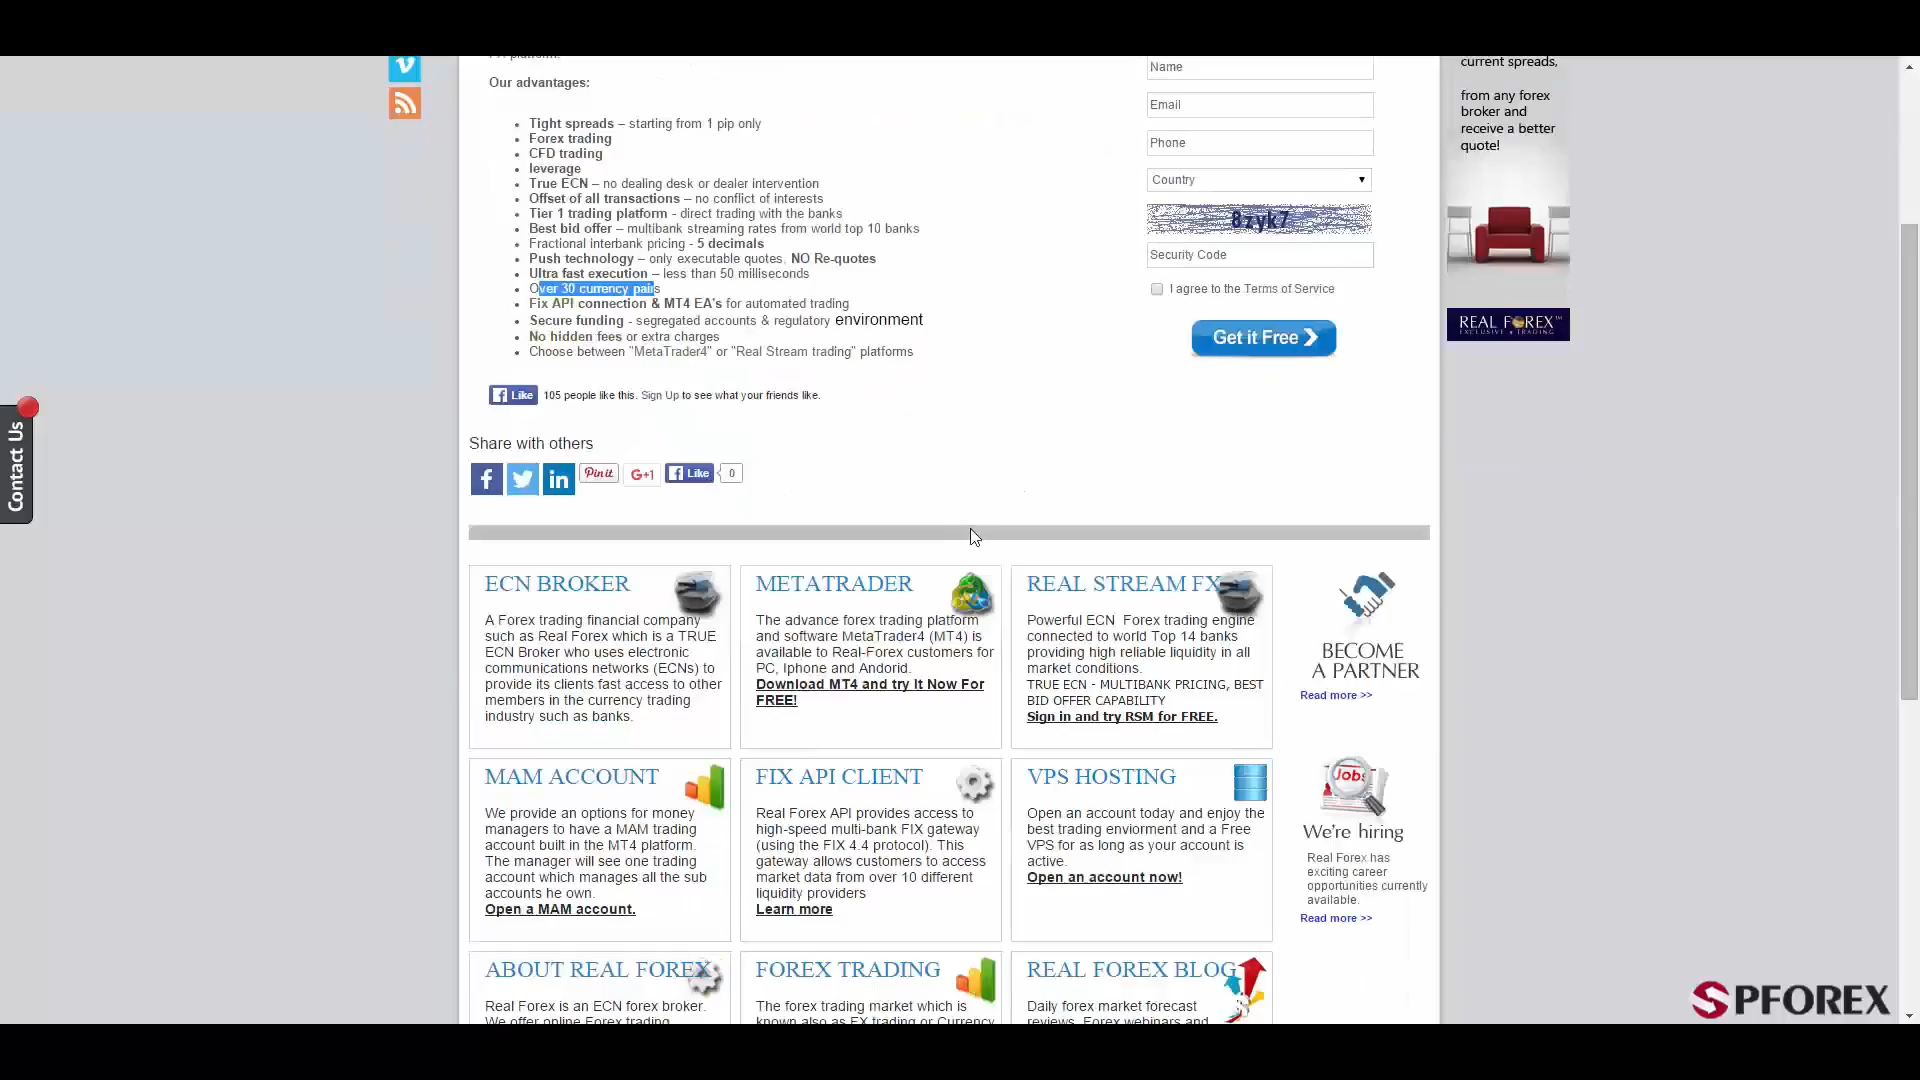 Our advantages:
Tight spreads – starting from 1 pip only
Forex trading
CFD trading
leverage
True ECN – no dealing desk or dealer intervention
Offset of all transactions – no conflict of interests
Tier 1 trading platform - direct trading with the banks
Best bid offer – multibank streaming rates from world top 10 banks
Fractional interbank pricing - 5 decimals
Push technology – only executable quotes, NO Re-quotes
Ultra fast execution – less than 50 milliseconds
Over 30 currency pairs
Fix API connection & MT4 EA's for automated trading
Secure funding - segregated accounts & regulatory environment
No hidden fees or extra charges
Choose between "MetaTrader4" or "Real Stream trading" platforms
Like 105 people like this. Sign Up to see what your friends like.
Share with others
Pin it
G+1
Like 0
Name
Email
Phone
Country
8zyk7
Security Code
I agree to the Terms of Service
Get it Free
current spreads,
from any forex
broker and
receive a better
quote!
REAL FOREX™
Contact Us
ECN BROKER
A Forex trading financial company
such as Real Forex which is a TRUE
ECN Broker who uses electronic
communications networks (ECNs) to
provide its clients fast access to other
members in the currency trading
industry such as banks.
METATRADER
The advance forex trading platform
and software MetaTrader4 (MT4) is
available to Real-Forex customers for
PC, Iphone and Andorid.
Download MT4 and try it Now For
FREE!
REAL STREAM FX
Powerful ECN Forex trading engine
connected to world Top 14 banks
providing high reliable liquidity in all
market conditions.
TRUE ECN - MULTIBANK PRICING, BEST
BID OFFER CAPABILITY
Sign in and try RSM for FREE.
BECOME
A PARTNER
Read more >>
MAM ACCOUNT
We provide an options for money
managers to have a MAM trading
account built in the MT4 platform.
The manager will see one trading
account which manages all the sub
accounts he own.
Open a MAM account.
FIX API CLIENT
Real Forex API provides access to
high-speed multi-bank FIX gateway
(using the FIX 4.4 protocol). This
gateway allows customers to access
market data from over 10 different
liquidity providers
Learn more
VPS HOSTING
Open an account today and enjoy the
best trading enviorment and a Free
VPS for as long as your account is
active.
Open an account now!
Jobs
We're hiring
Real Forex has
exciting career
opportunities currently
available.
Read more >>
ABOUT REAL FOREX
Real Forex is an ECN forex broker.
We offer online Forex trading
FOREX TRADING
The forex trading market which is
known also as FX trading or Currency
REAL FOREX BLOG
Daily forex market forecast
reviews, Forex webinars and
SPFOREX